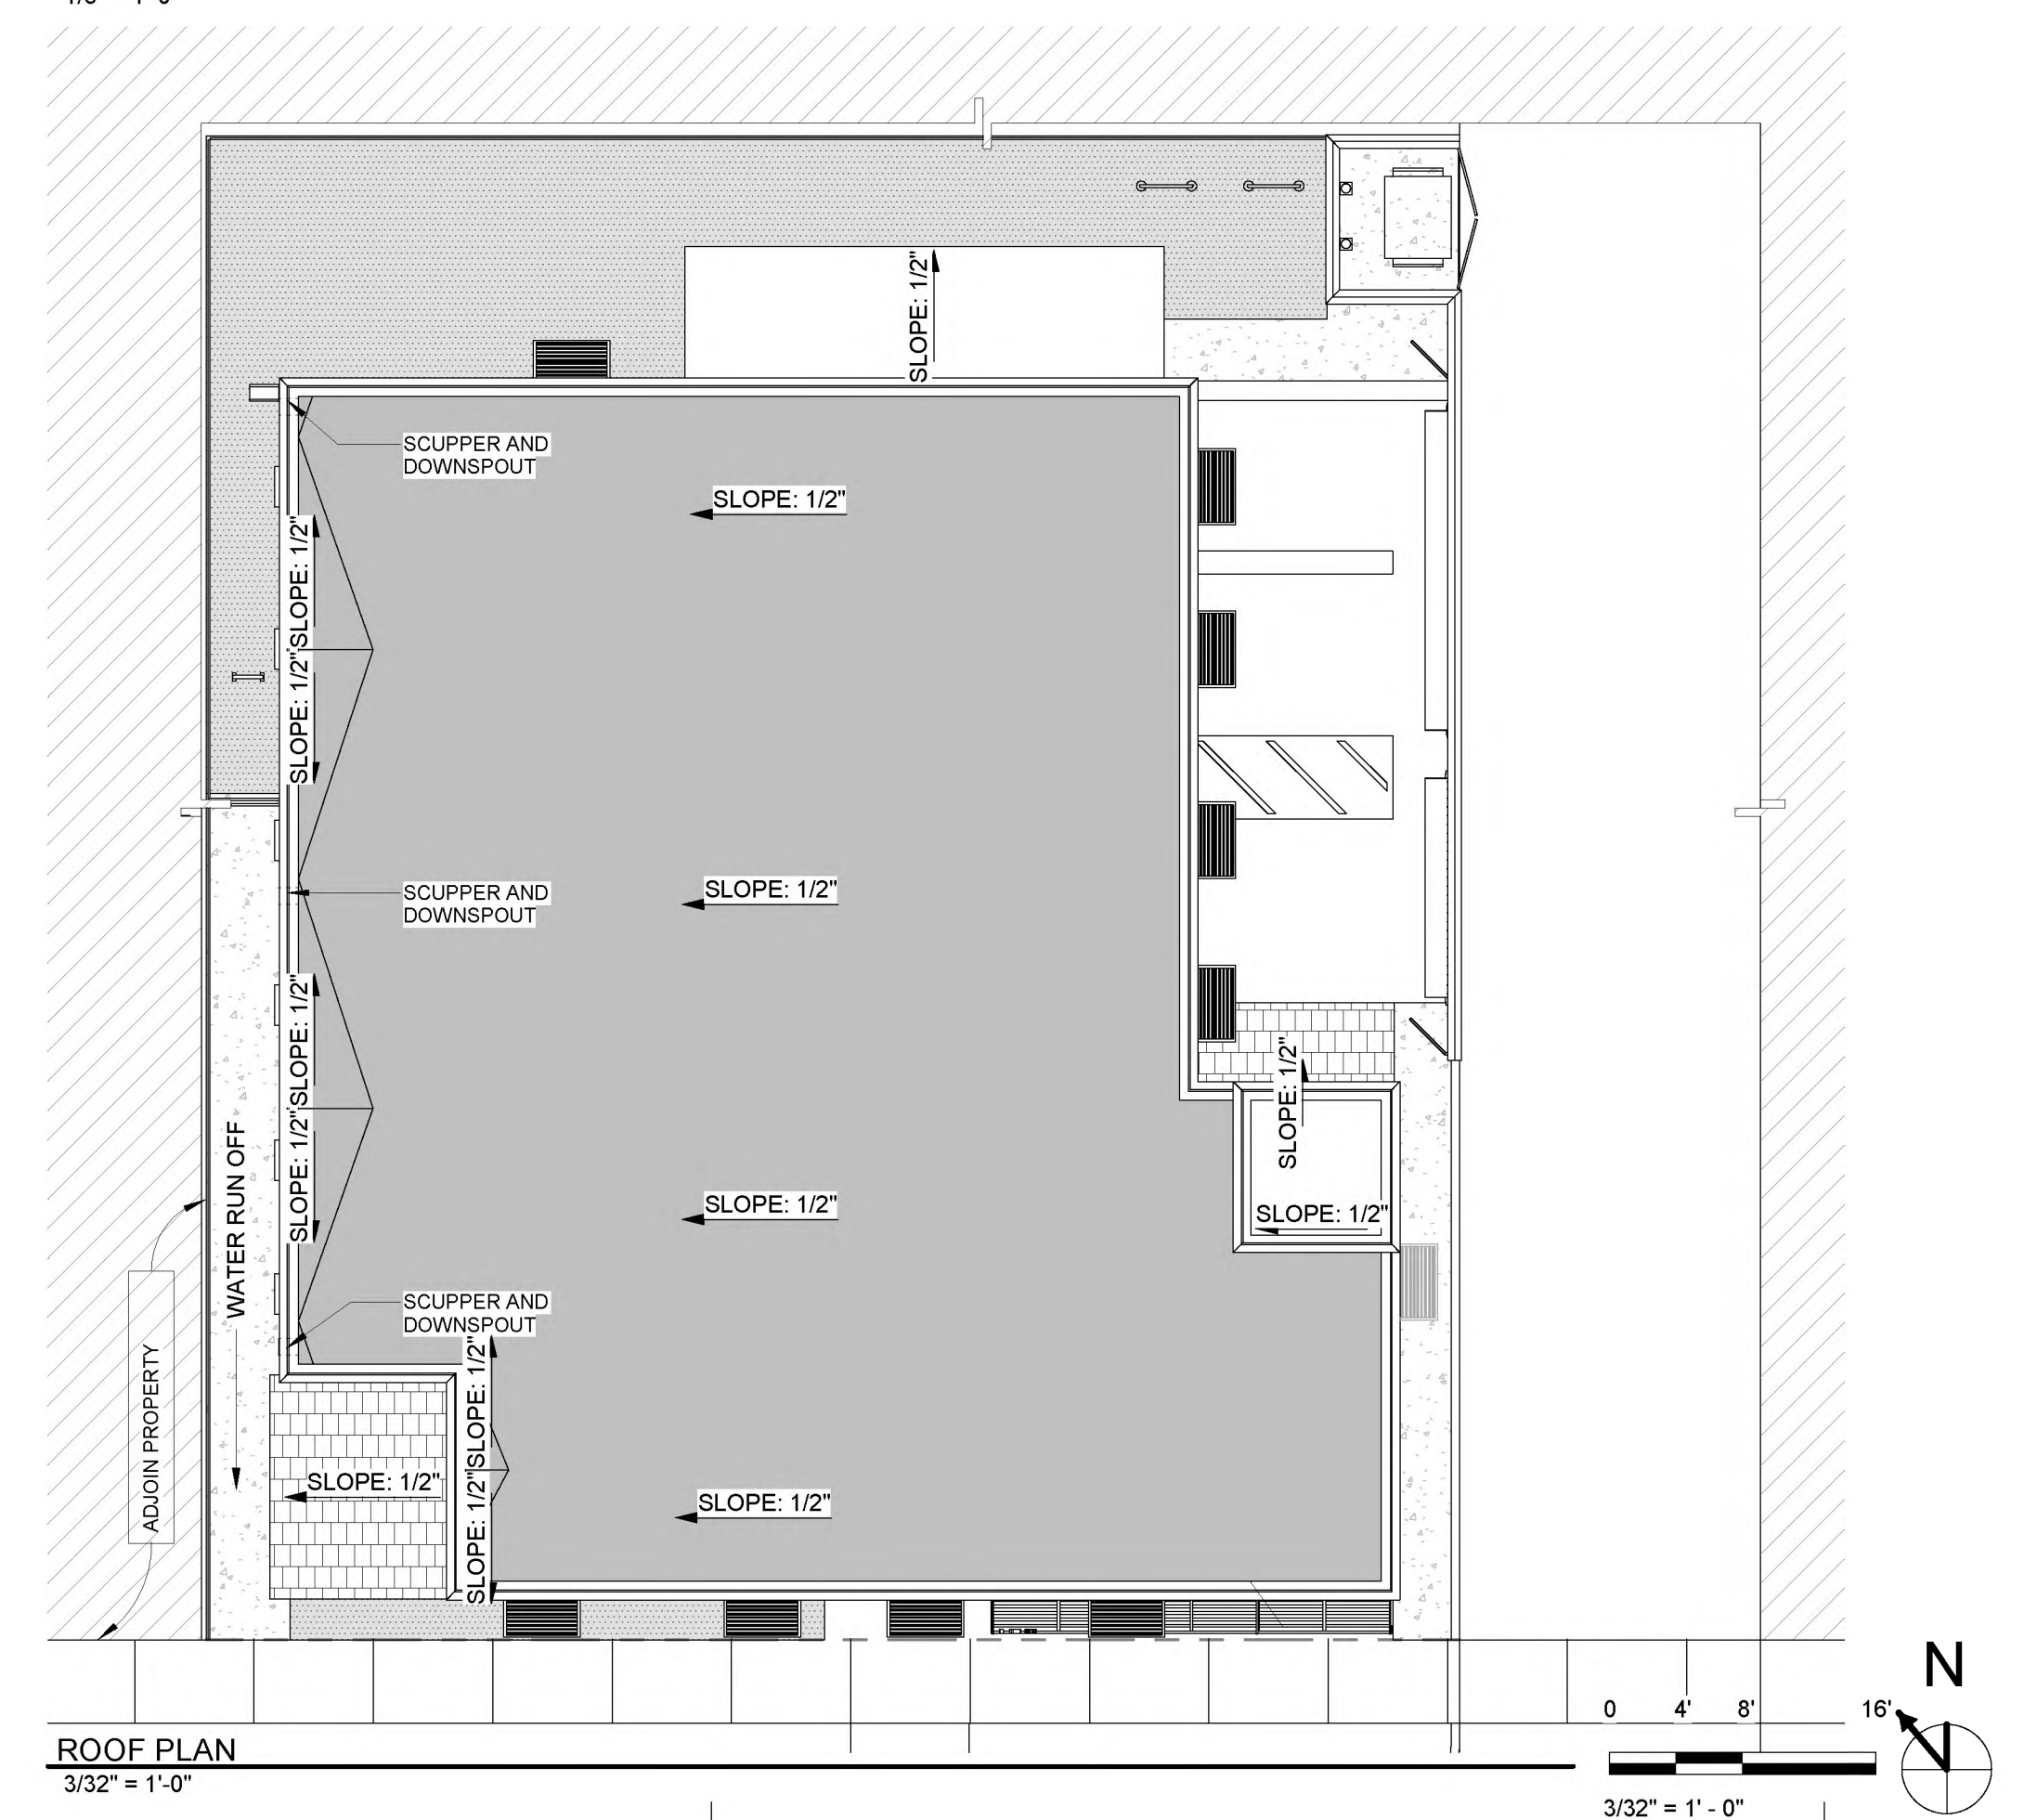 SLOPE: 1/2"
SCUPPER AND
DOWNSPOUT
SLOPE: 1/2"
SLOPE: 1/2"
SLOPE: 1/2"
SCUPPER AND
DOWNSPOUT
SLOPE: 1/2"
SLOPE: 1/2"
SLOPE: 1/2"
SLOPE: 1/2"
WATER RUN OFF
SLOPE: 1/2"
SLOPE: 1/2"
SCUPPER AND
DOWNSPOUT
ADJOIN PROPERTY
SLOPE: 1/2"
SLOPE: 1/2"
SLOPE: 1/2"
SLOPE: 1/2"
N
0 4' 8' 16'
ROOF PLAN
3/32" = 1'-0"
3/32" = 1' - 0"